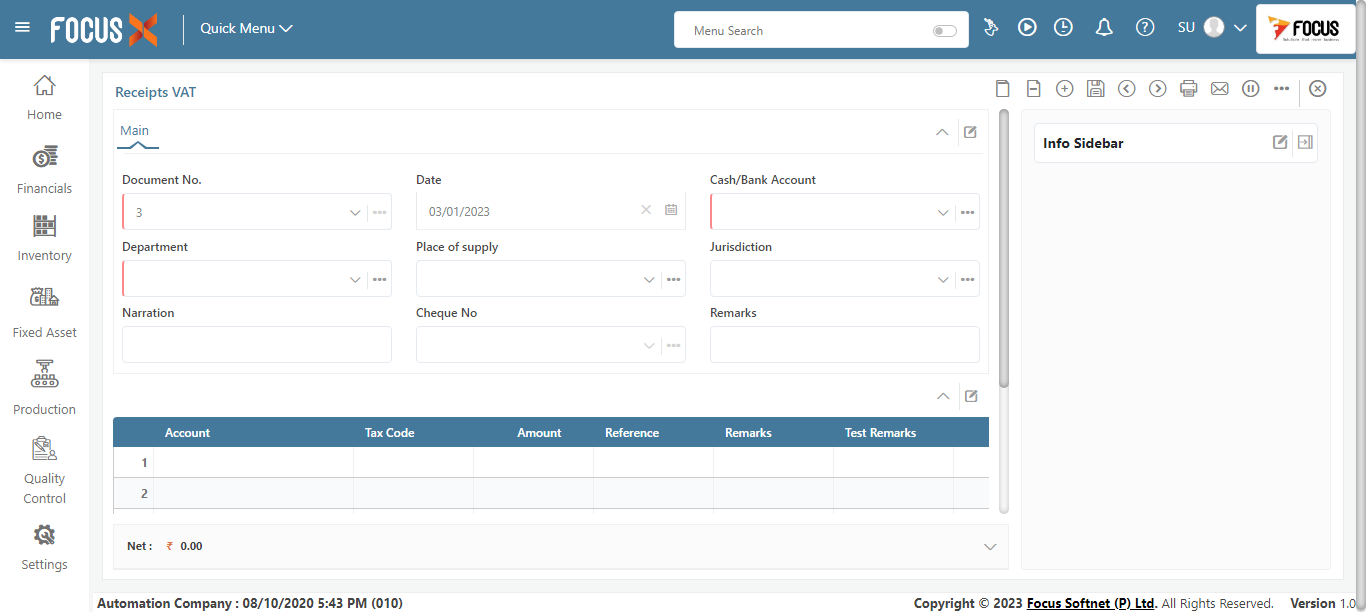 FOCUS X
Quick Menu
Menu Search
SU
FOCUS
Home
Financials
Inventory
Fixed Asset
Production
Quality
Control
Settings
Receipts VAT
Main
Document No.
Date
Cash/Bank Account
3
03/01/2023
Department
Place of supply
Jurisdiction
Narration
Cheque No
Remarks
Account
Tax Code
Amount
Reference
Remarks
Test Remarks
1
2
Net : ₹ 0.00
Info Sidebar
Automation Company : 08/10/2020 5:43 PM (010)
Copyright © 2023 Focus Softnet (P) Ltd. All Rights Reserved. Version 1.0